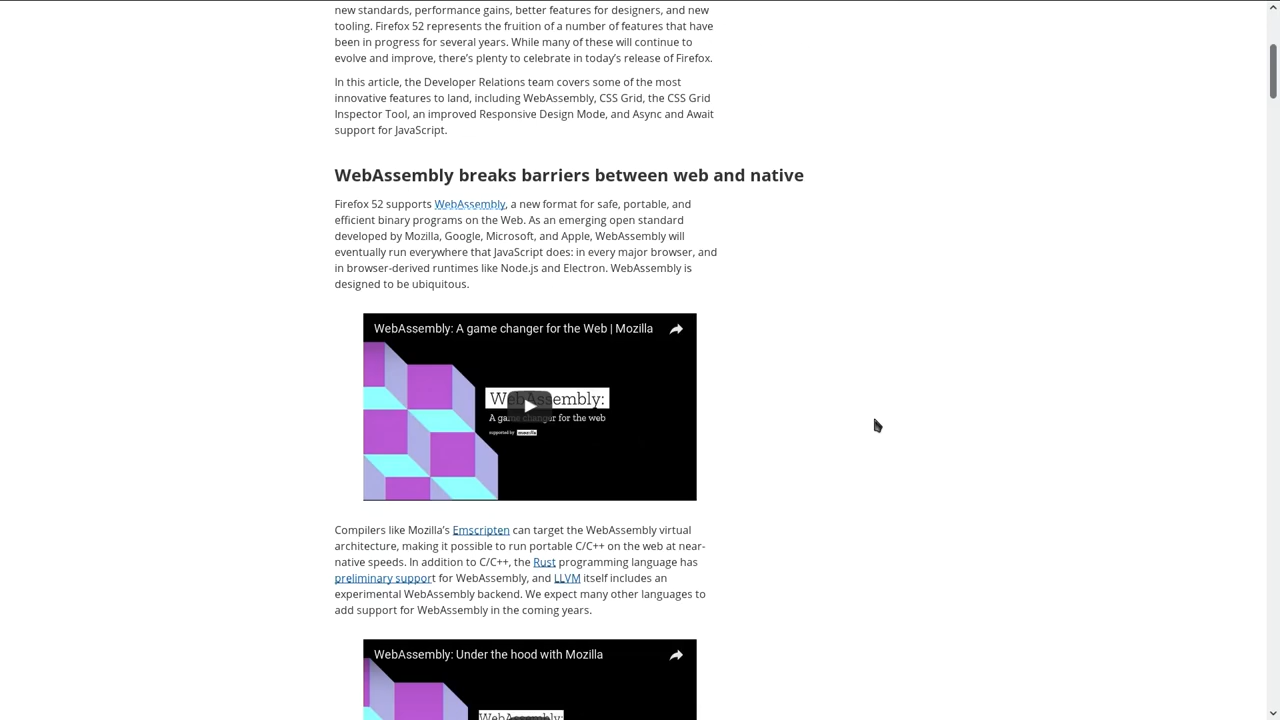 new standards, performance gains, better features for designers, and new
tooling. Firefox 52 represents the fruition of a number of features that have
been in progress for several years. While many of these will continue to
evolve and improve, there’s plenty to celebrate in today’s release of Firefox.
In this article, the Developer Relations team covers some of the most
innovative features to land, including WebAssembly, CSS Grid, the CSS Grid
Inspector Tool, an improved Responsive Design Mode, and Async and Await
support for JavaScript.
WebAssembly breaks barriers between web and native
Firefox 52 supports WebAssembly, a new format for safe, portable, and
efficient binary programs on the Web. As an emerging open standard
developed by Mozilla, Google, Microsoft, and Apple, WebAssembly will
eventually run everywhere that JavaScript does: in every major browser, and
in browser-derived runtimes like Node.js and Electron. WebAssembly is
designed to be ubiquitous.
WebAssembly: A game changer for the Web | Mozilla
WebAssembly:
A game changer for the web
supported by mozilla
Compilers like Mozilla’s Emscripten can target the WebAssembly virtual
architecture, making it possible to run portable C/C++ on the web at near-
native speeds. In addition to C/C++, the Rust programming language has
preliminary support for WebAssembly, and LLVM itself includes an
experimental WebAssembly backend. We expect many other languages to
add support for WebAssembly in the coming years.
WebAssembly: Under the hood with Mozilla
WebAssembly: